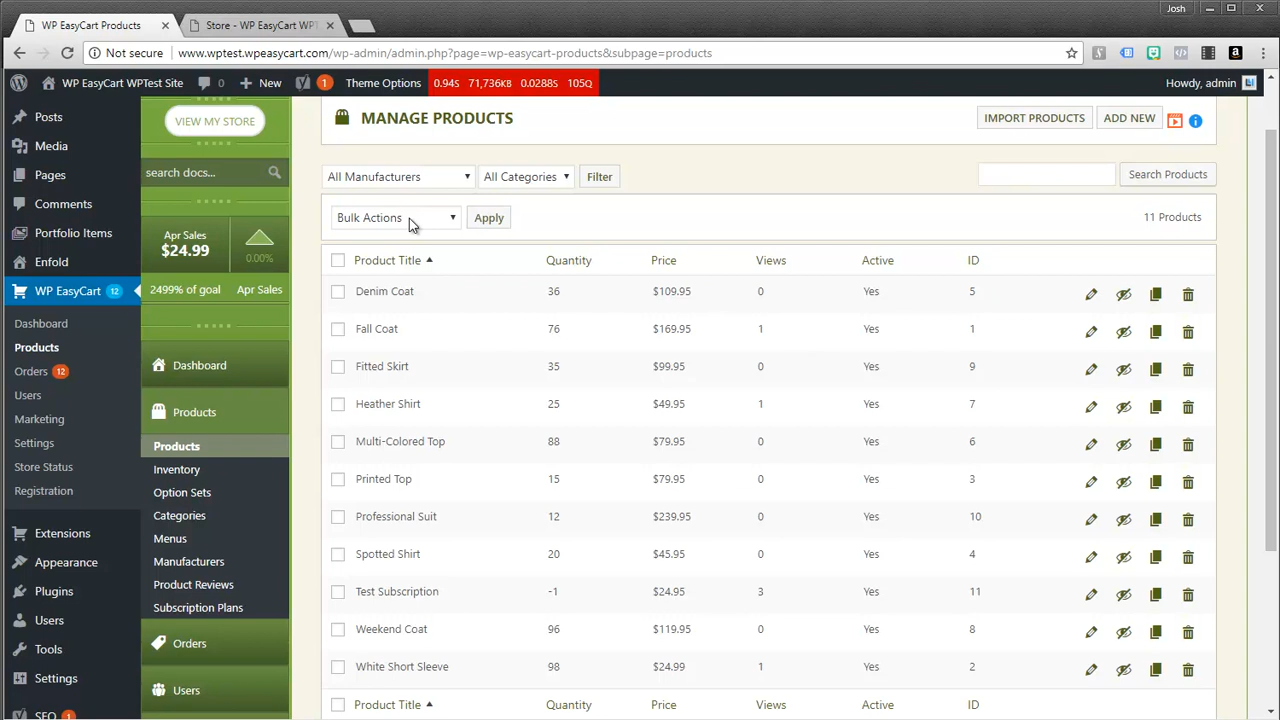 Josh
WP EasyCart Products
Store - WP EasyCart WPT
Not secure www.wptest.wpeasycart.com/wp-admin/admin.php?page=wp-easycart-products&subpage=products
WP EasyCart WPTest Site 0 New 1 Theme Options 0.94S 71,736KB 0.0288S 105Q Howdy, admin
Posts
Media
Pages
Comments
Portfolio Items
Enfold
WP EasyCart 12
Dashboard
Products
Orders 12
Users
Marketing
Settings
Store Status
Registration
Extensions
Appearance
Plugins
Users
Tools
Settings
SEO 1
VIEW MY STORE
search docs...
Apr Sales
$24.99
0.00%
2499% of goal Apr Sales
Dashboard
Products
Products
Inventory
Option Sets
Categories
Menus
Manufacturers
Product Reviews
Subscription Plans
Orders
Users
MANAGE PRODUCTS IMPORT PRODUCTS ADD NEW
All Manufacturers All Categories Filter Search Products
Bulk Actions Apply 11 Products
Product Title Quantity Price Views Active ID
Denim Coat 36 $109.95 0 Yes 5
Fall Coat 76 $169.95 1 Yes 1
Fitted Skirt 35 $99.95 0 Yes 9
Heather Shirt 25 $49.95 1 Yes 7
Multi-Colored Top 88 $79.95 0 Yes 6
Printed Top 15 $79.95 0 Yes 3
Professional Suit 12 $239.95 0 Yes 10
Spotted Shirt 20 $45.95 0 Yes 4
Test Subscription -1 $24.95 3 Yes 11
Weekend Coat 96 $119.95 0 Yes 8
White Short Sleeve 98 $24.99 1 Yes 2
Product Title Quantity Price Views Active ID